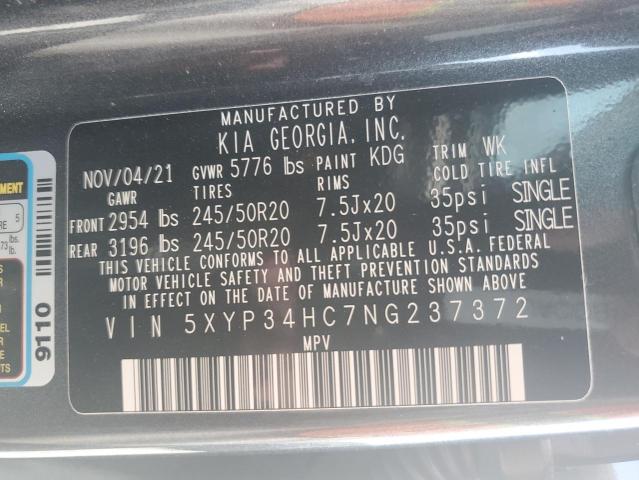 MANUFACTURED BY
KIA GEORGIA, INC.
NOV/04/21 GVWR 5776 lbs PAINT KDG TRIM WK
GAWR TIRES RIMS COLD TIRE INFL
FRONT 2954 lbs 245/50R20 7.5Jx20 35psi SINGLE
REAR 3196 lbs 245/50R20 7.5Jx20 35psi SINGLE
THIS VEHICLE CONFORMS TO ALL APPLICABLE U.S.A. FEDERAL
MOTOR VEHICLE SAFETY AND THEFT PREVENTION STANDARDS
IN EFFECT ON THE DATE OF MANUFACTURE SHOWN ABOVE
VIN 5XYP34HC7NG237372
MPV
5
lbs.
9110